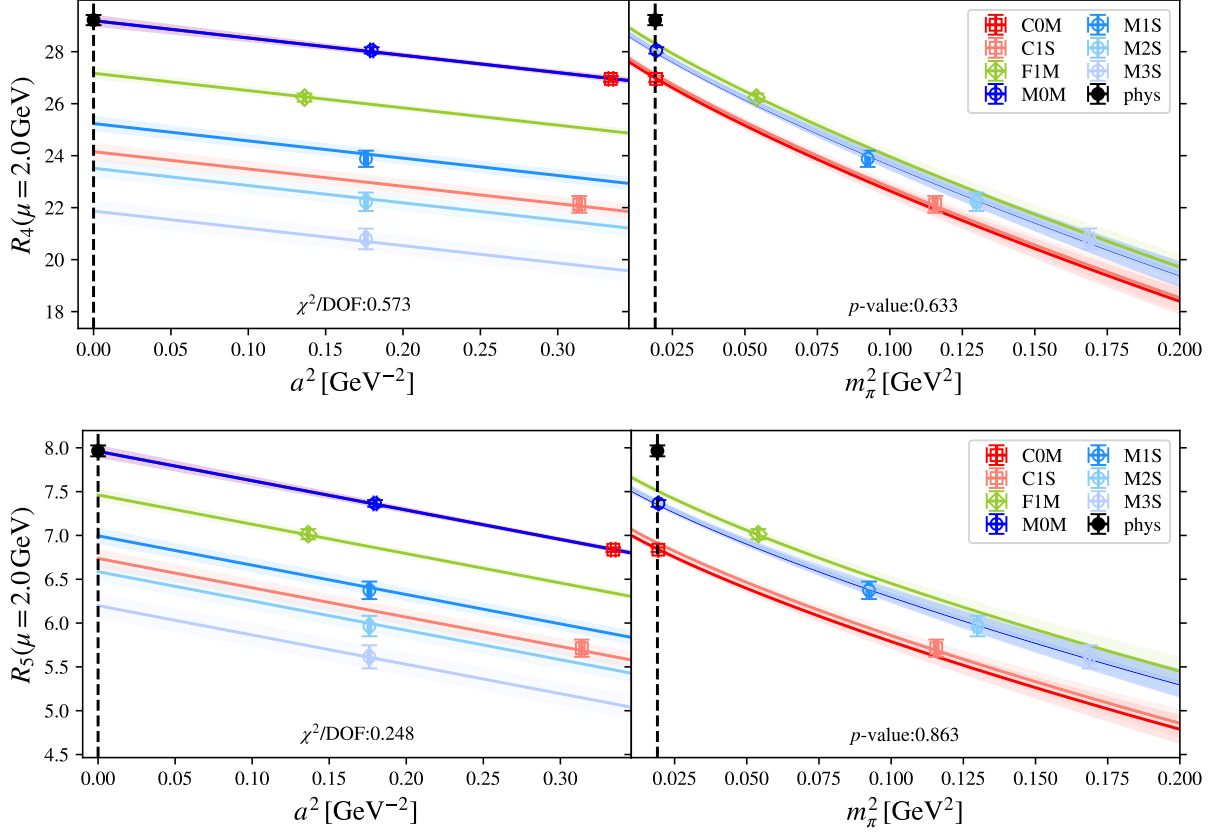 R₄(μ = 2.0 GeV)
28
26
24
22
20
18
χ²/DOF:0.573
0.00 0.05 0.10 0.15 0.20 0.25 0.30
a² [GeV⁻²]
C0M M1S
C1S M2S
F1M M3S
M0M phys
p-value:0.633
0.025 0.050 0.075 0.100 0.125 0.150 0.175 0.200
m²π [GeV²]
R₅(μ = 2.0 GeV)
8.0
7.5
7.0
6.5
6.0
5.5
5.0
4.5
χ²/DOF:0.248
0.00 0.05 0.10 0.15 0.20 0.25 0.30
a² [GeV⁻²]
C0M M1S
C1S M2S
F1M M3S
M0M phys
p-value:0.863
0.025 0.050 0.075 0.100 0.125 0.150 0.175 0.200
m²π [GeV²]